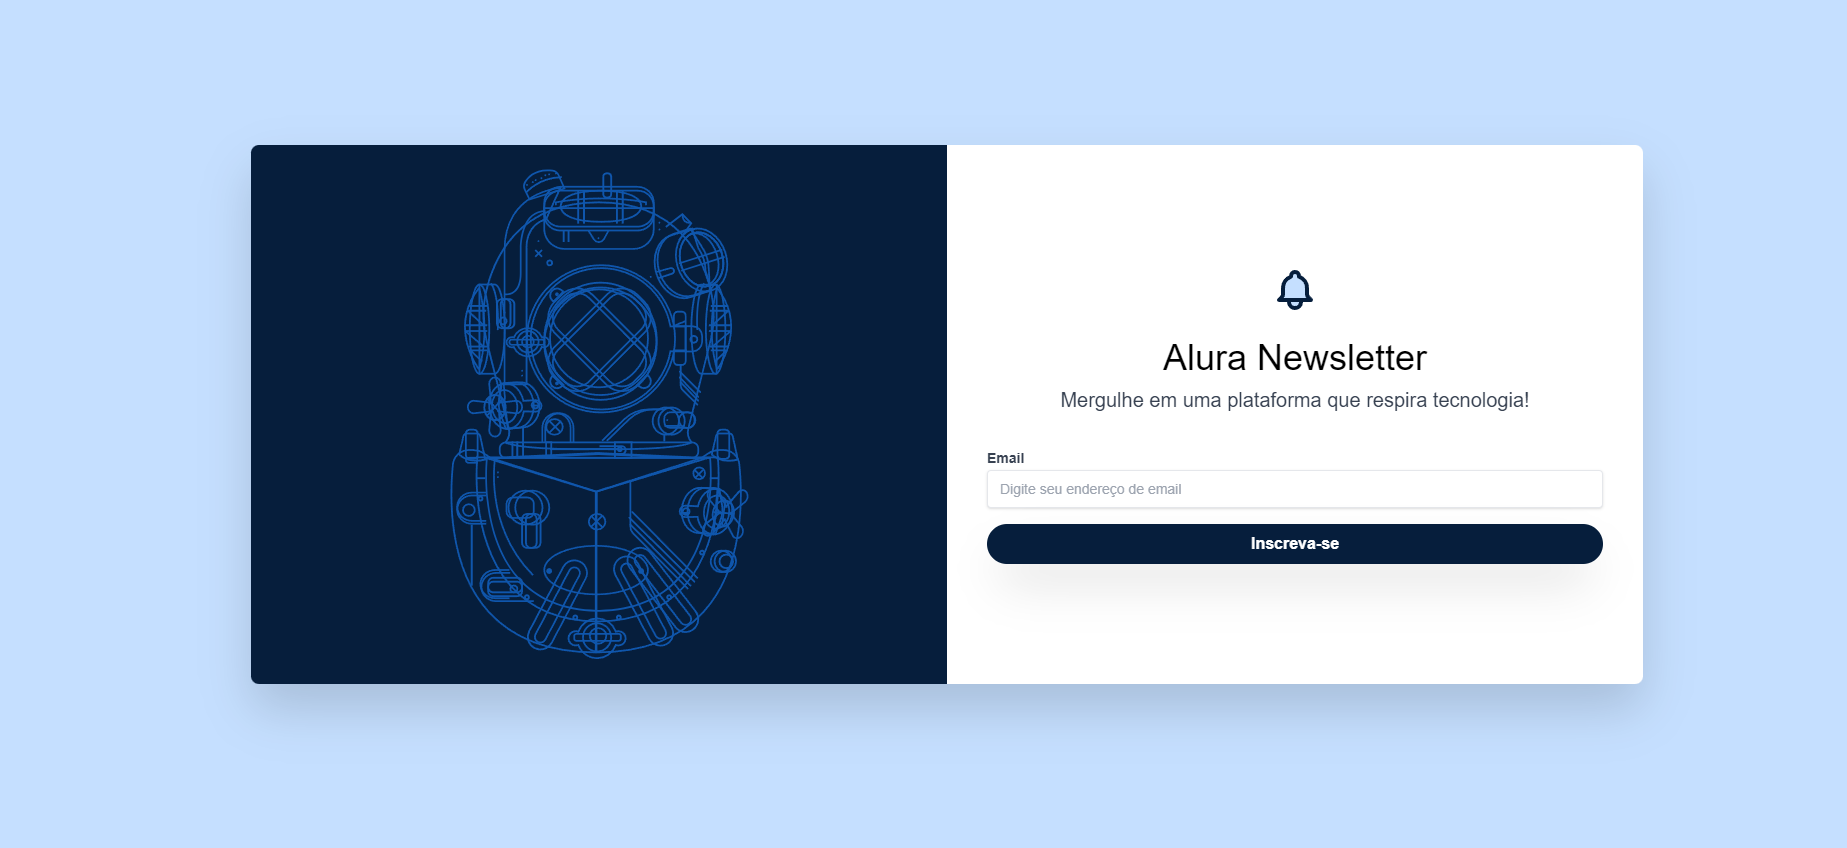 Alura Newsletter
Mergulhe em uma plataforma que respira tecnologia!
Email
Digite seu endereço de email
Inscreva-se